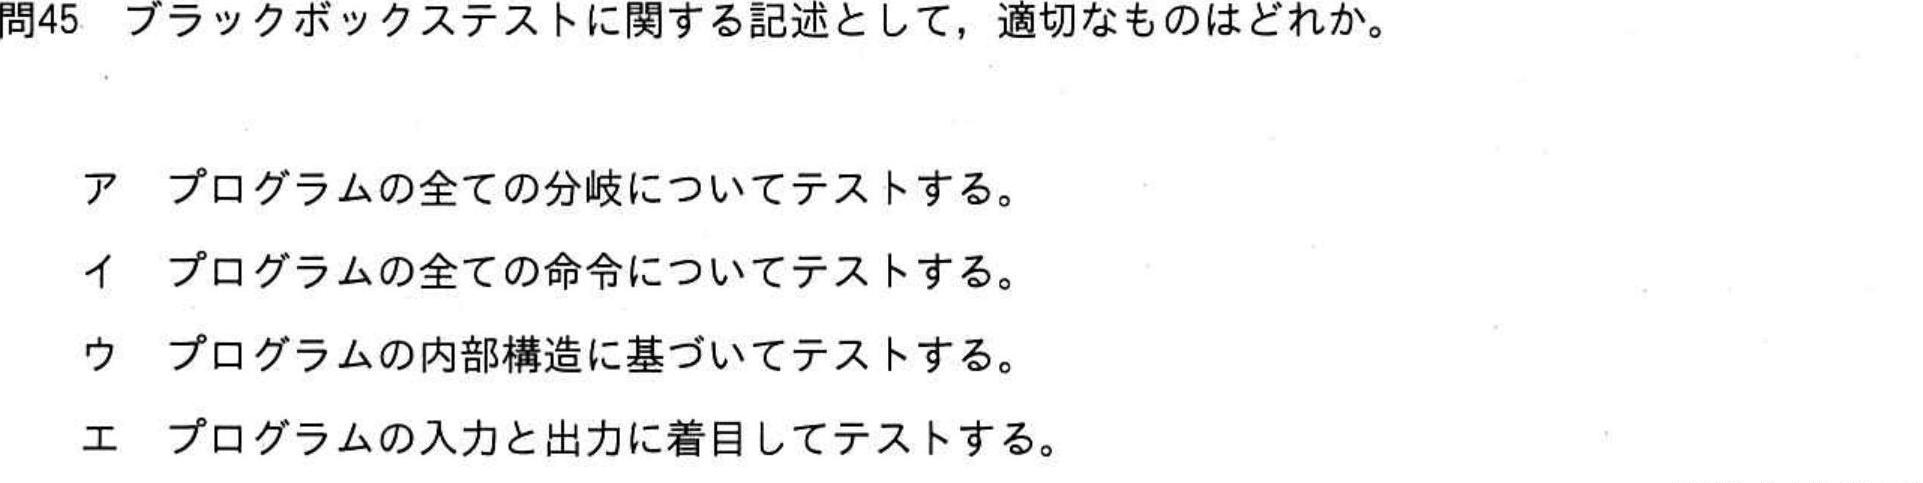 問45 ブラックボックステストに関する記述として，適切なものはどれか。
ア プログラムの全ての分岐についてテストする。
イ プログラムの全ての命令についてテストする。
ウ プログラムの内部構造に基づいてテストする。
エ プログラムの入力と出力に着目してテストする。